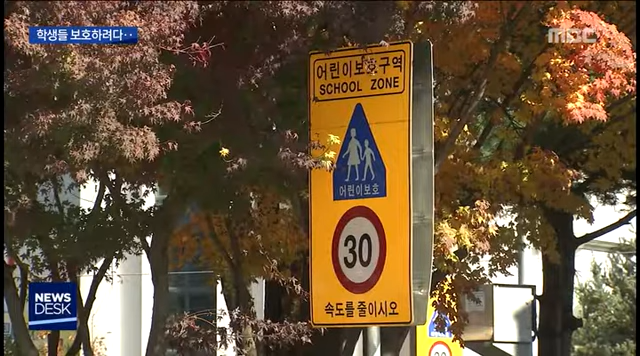 학생들 보호하려다··
MBC
어린이보호구역
SCHOOL ZONE
어린이보호
30
속도를 줄이시오
NEWS
DESK
30